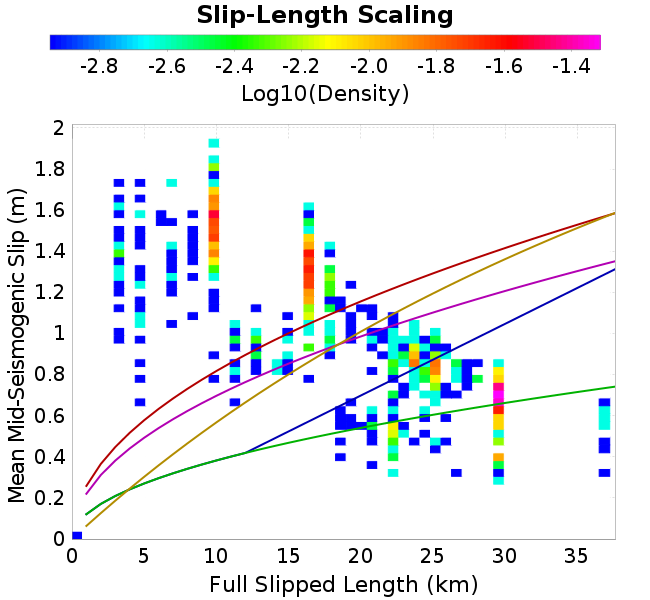 Slip-Length Scaling
-2.8 -2.6 -2.4 -2.2 -2.0 -1.8 -1.6 -1.4
Log10(Density)
Mean Mid-Seismogenic Slip (m)
2
1.8
1.6
1.4
1.2
1
0.8
0.6
0.4
0.2
0
0 5 10 15 20 25 30 35
Full Slipped Length (km)